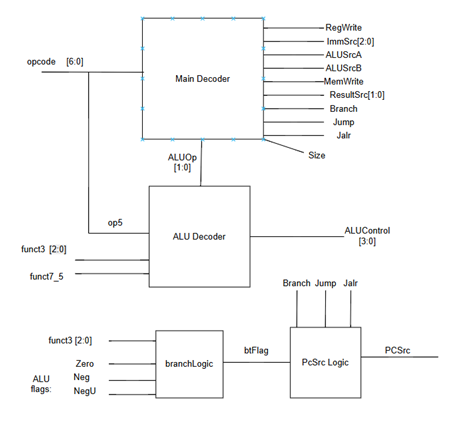 RegWrite
ImmSrc[2:0]
ALUSrcA
opcode [6:0]
ALUSrcB
Main Decoder
MemWrite
ResultSrc[1:0]
Branch
Jump
Jalr
ALUOp
[1:0]
Size
op5
ALU Decoder
ALUControl
[3:0]
funct3 [2:0]
funct7_5
Branch Jump Jalr
funct3 [2:0]
btFlag
PCSrc
Zero
branchLogic
PcSrc Logic
ALU
flags:
Neg
NegU